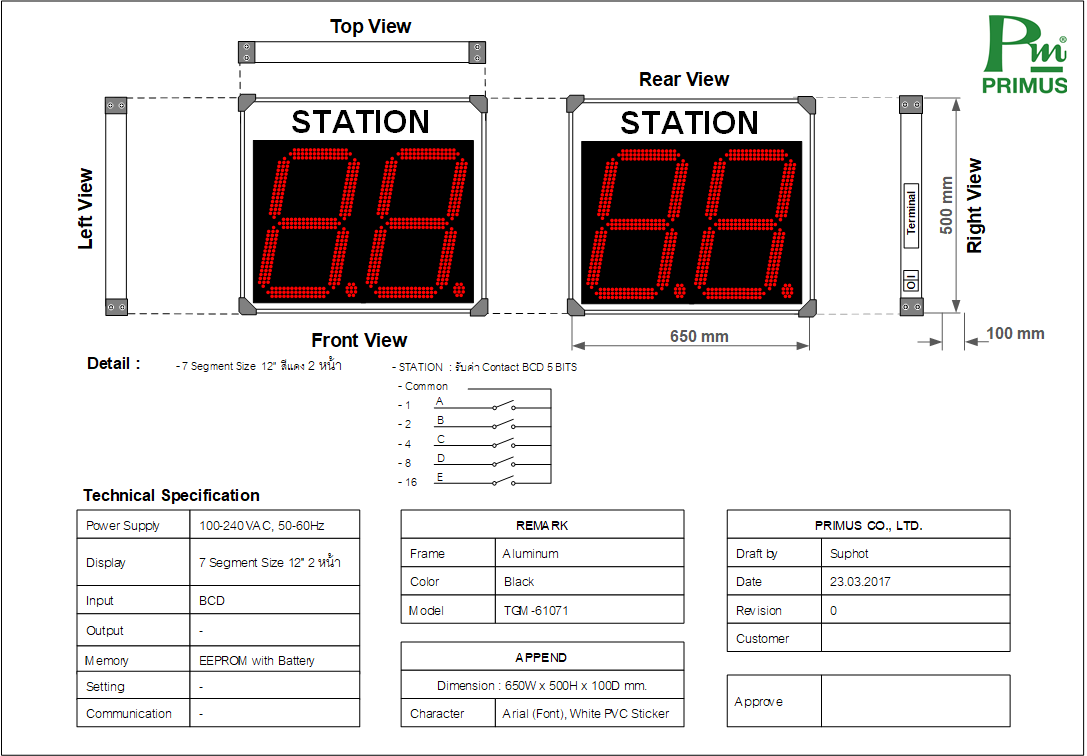 Top View
Pm®
PRIMUS
Rear View
STATION
STATION
Left View
Terminal
O I
500 mm
Right View
Front View
650 mm
100 mm
Detail :
- 7 Segment Size 12" สีแดง 2 หน้า
- STATION : รับค่า Contact BCD 5 BITS
- Common
- 1 A
- 2 B
- 4 C
- 8 D
- 16 E
Technical Specification
Power Supply 100-240 VAC, 50-60Hz
Display 7 Segment Size 12" 2 หน้า
Input BCD
Output -
Memory EEPROM with Battery
Setting -
Communication -
REMARK
Frame Aluminum
Color Black
Model TGM-61071
APPEND
Dimension : 650W x 500H x 100D mm.
Character Arial (Font), White PVC Sticker
PRIMUS CO., LTD.
Draft by Suphot
Date 23.03.2017
Revision 0
Customer
Approve